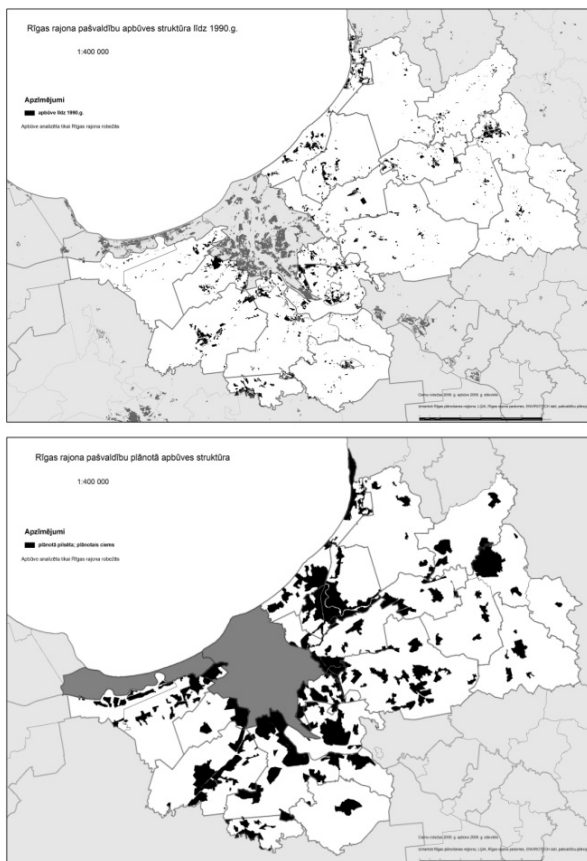 Rīgas rajona pašvaldību apbūves struktūra līdz 1990.g.
1:400 000
Apzīmējumi
apbūve līdz 1990.g.
Apbūve analizēta tikai Rīgas rajona robežās
Rīgas rajona pašvaldību plānotā apbūves struktūra
1:400 000
Apzīmējumi
plānotā pilsēta; plānotais ciems
Apbūve analizēta tikai Rīgas rajona robežās